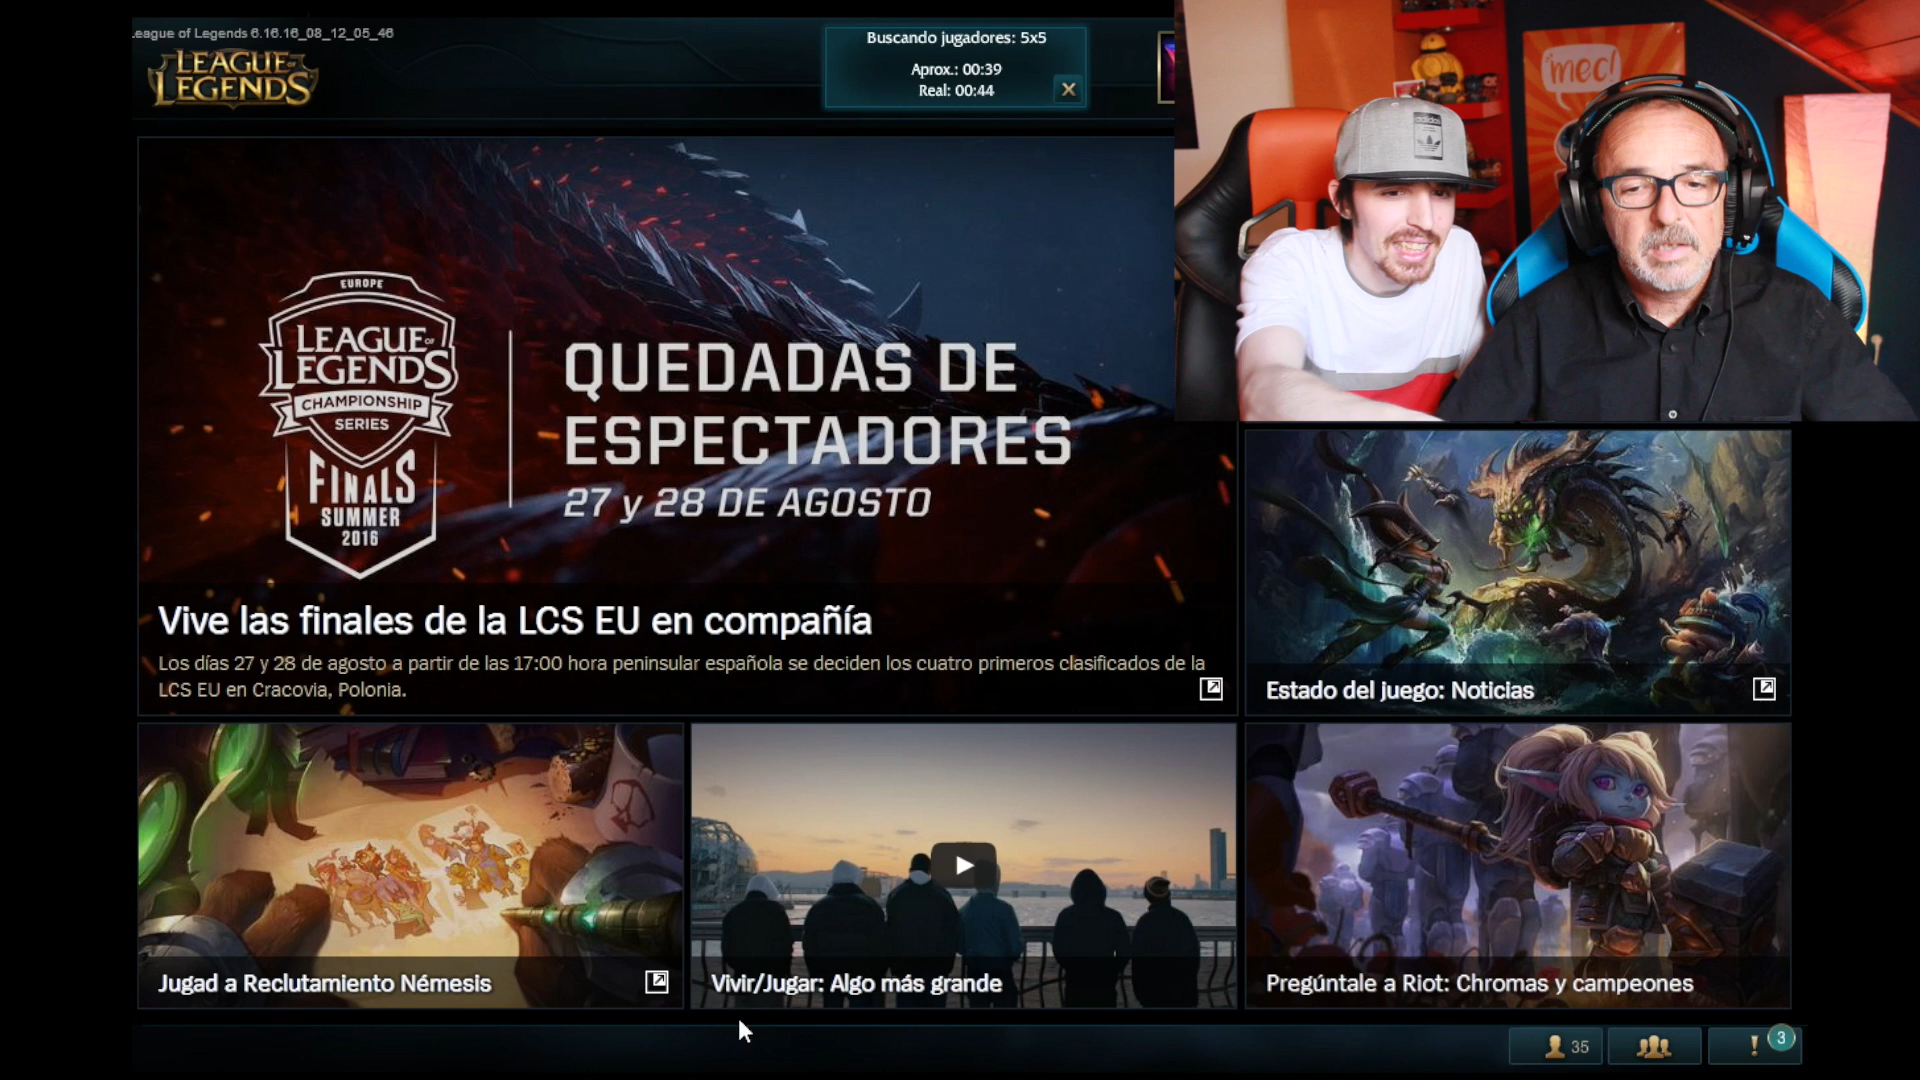 League of Legends 6.16.16_08_12_05_46
LEAGUE OF
LEGENDS
Buscando jugadores: 5x5
Aprox.: 00:39
Real: 00:44
mec!
adidas
EUROPE
LEAGUE OF
LEGENDS
CHAMPIONSHIP
SERIES
FINALS
SUMMER
2016
QUEDADAS DE
ESPECTADORES
27 y 28 DE AGOSTO
Vive las finales de la LCS EU en compañía
Los días 27 y 28 de agosto a partir de las 17:00 hora peninsular española se deciden los cuatro primeros clasificados de la
LCS EU en Cracovia, Polonia.
Estado del juego: Noticias
Jugad a Reclutamiento Némesis
Vivir/Jugar: Algo más grande
Pregúntale a Riot: Chromas y campeones
35
3